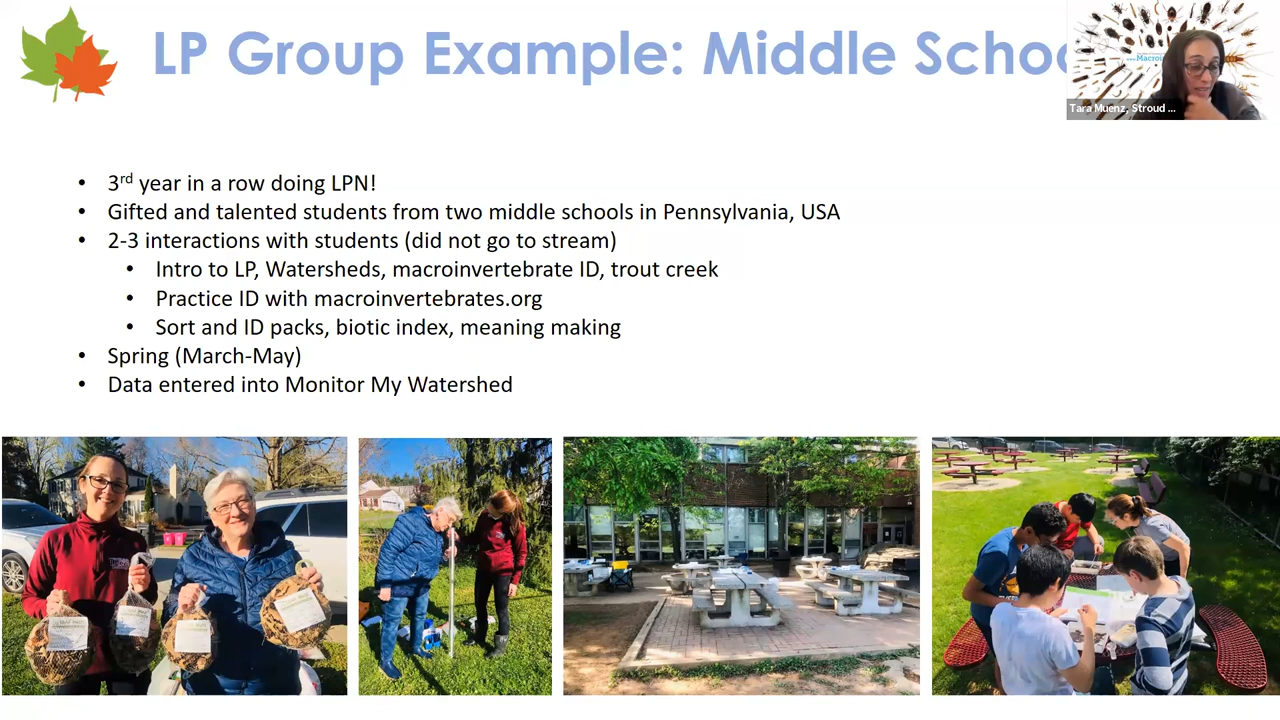 LP Group Example: Middle Schoo
Tara Muenz, Stroud ...
• 3rd year in a row doing LPN!
• Gifted and talented students from two middle schools in Pennsylvania, USA
• 2-3 interactions with students (did not go to stream)
• Intro to LP, Watersheds, macroinvertebrate ID, trout creek
• Practice ID with macroinvertebrates.org
• Sort and ID packs, biotic index, meaning making
• Spring (March-May)
• Data entered into Monitor My Watershed